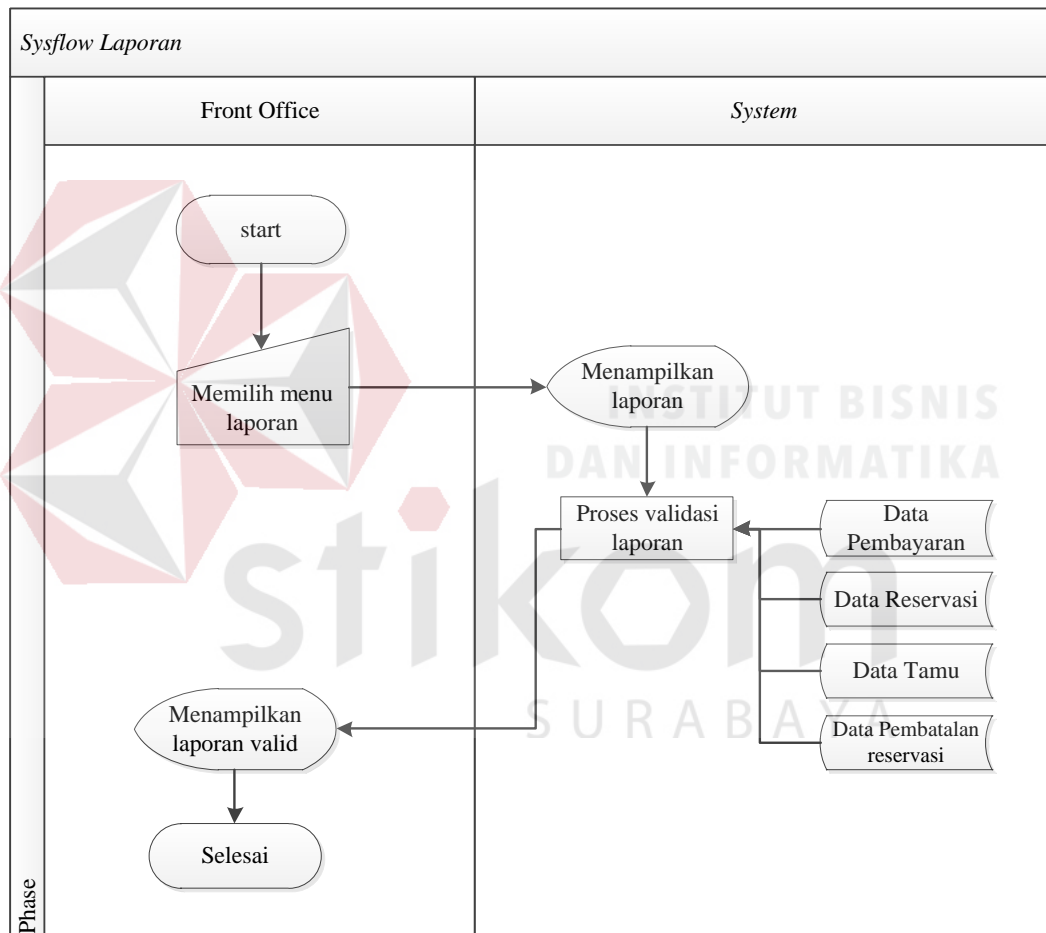 Sysflow Laporan
Front Office
System
start
Memilih menu
laporan
Menampilkan
laporan
Proses validasi
laporan
Data
Pembayaran
Data Reservasi
Data Tamu
Data Pembatalan
reservasi
Menampilkan
laporan valid
Selesai
Phase
INSTITUT BISNIS
DAN INFORMATIKA
stikom
SURABAYA